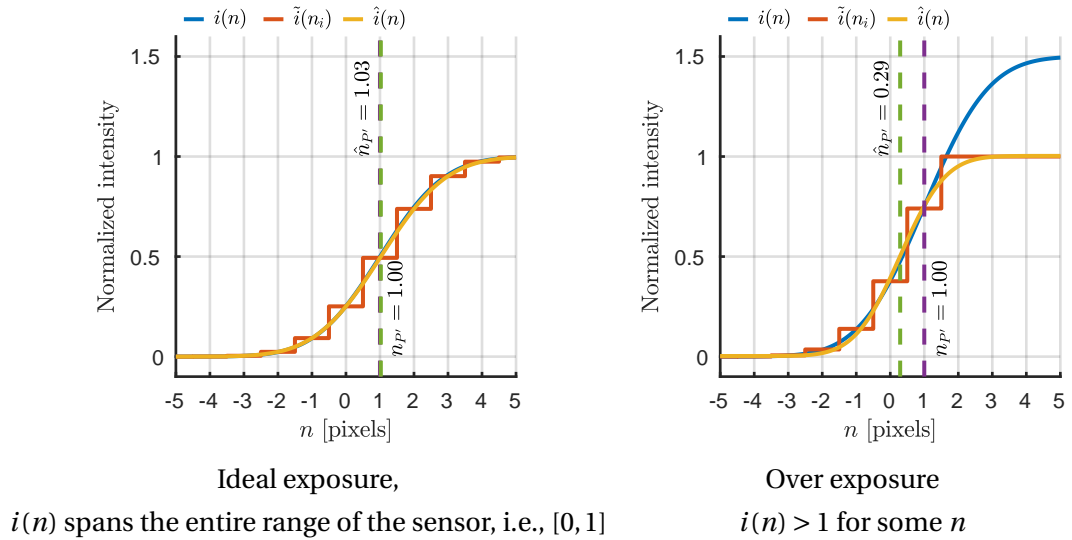 i(n) ĩ(nᵢ) î(n)
1.5
1
0.5
0
Normalized intensity
n̂_P′ = 1.03
n_P′ = 1.00
-5 -4 -3 -2 -1 0 1 2 3 4 5
n [pixels]
Ideal exposure,
i(n) spans the entire range of the sensor, i.e., [0, 1]
i(n) ĩ(nᵢ) î(n)
1.5
1
0.5
0
Normalized intensity
n̂_P′ = 0.29
n_P′ = 1.00
-5 -4 -3 -2 -1 0 1 2 3 4 5
n [pixels]
Over exposure
i(n) > 1 for some n